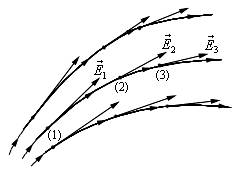 E⃗₁
E⃗₂
E⃗₃
(1)
(2)
(3)